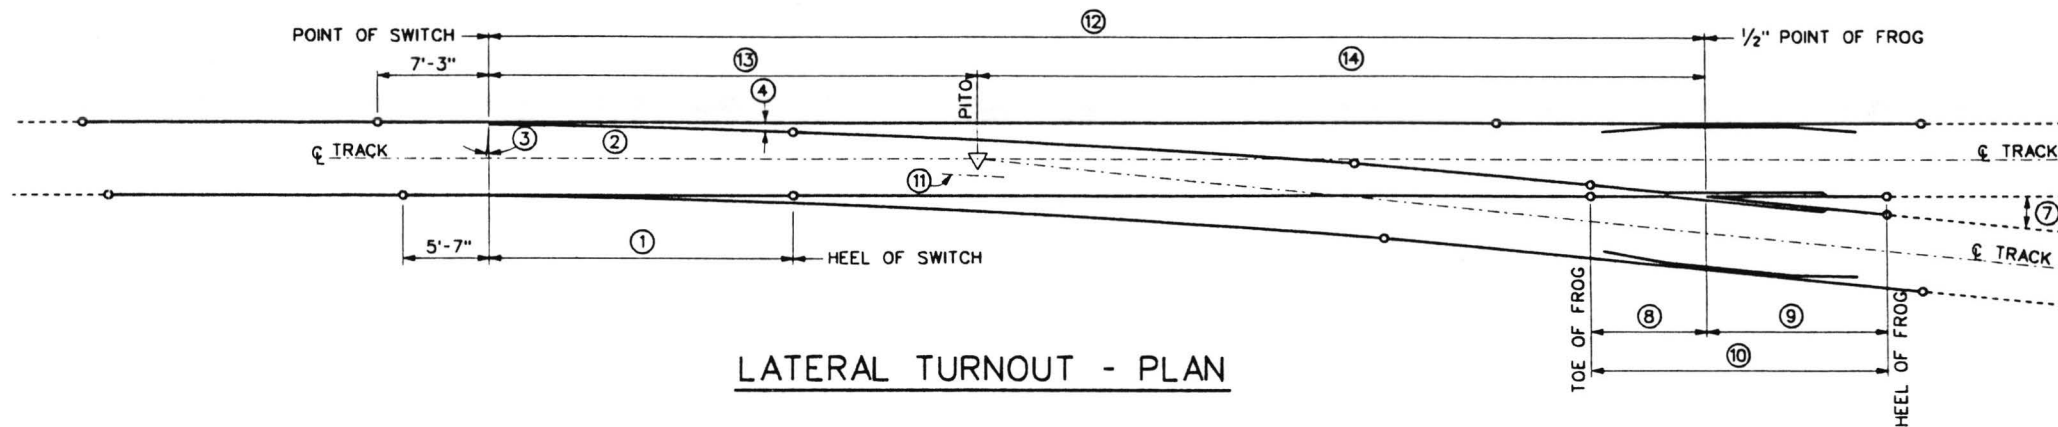 ⑫
POINT OF SWITCH
½" POINT OF FROG
7'-3"
⑬
⑭
④
PITO
③
②
℄ TRACK
℄ TRACK
⑪
⑦
5'-7"
①
HEEL OF SWITCH
℄ TRACK
TOE OF FROG
⑧
⑨
HEEL OF FROG
⑩
LATERAL TURNOUT - PLAN